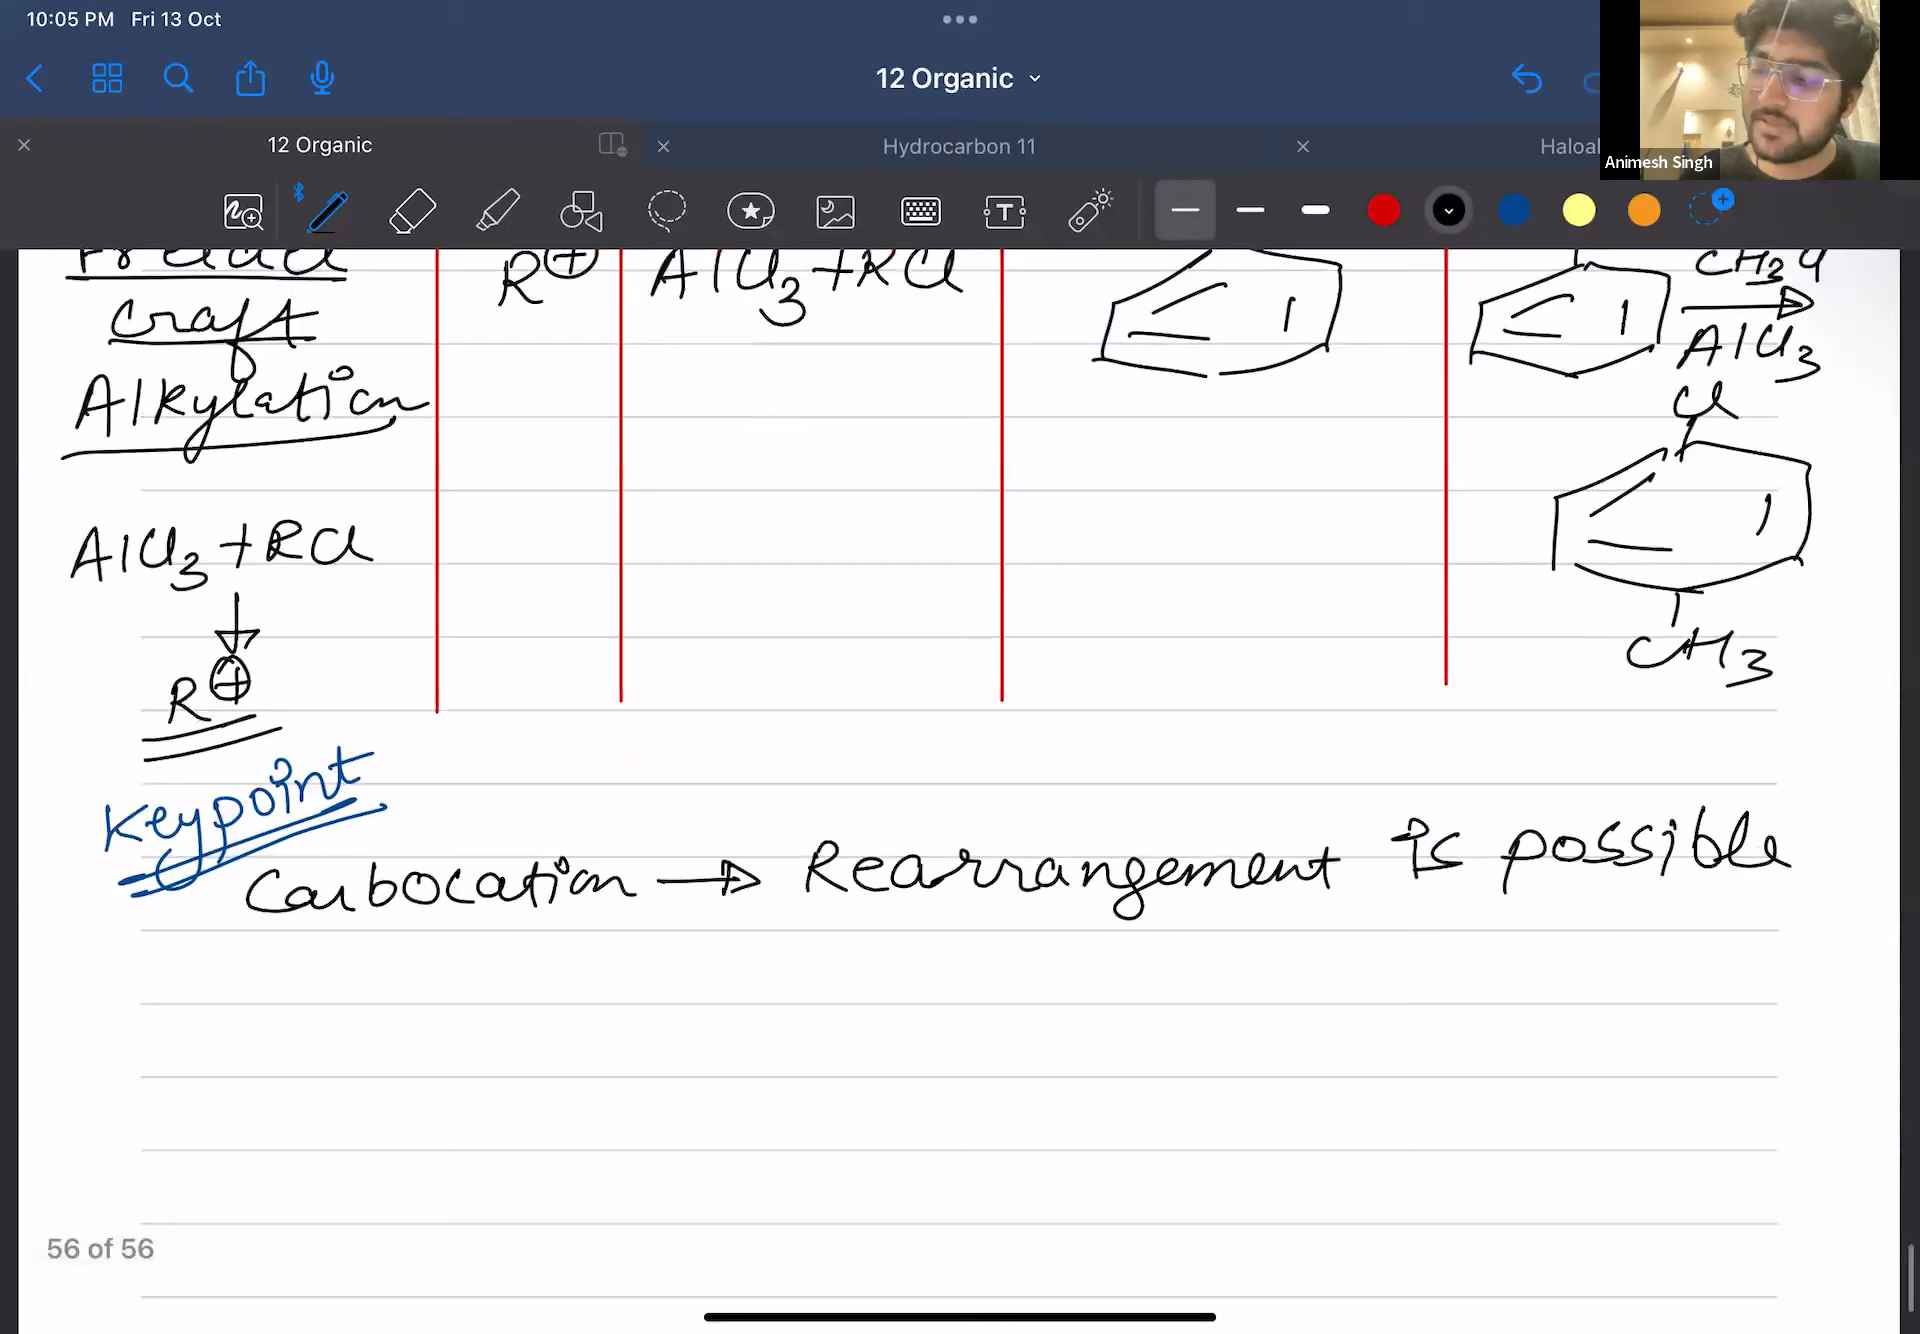 10:05 PM Fri 13 Oct
12 Organic
12 Organic
Hydrocarbon 11
Haloal
Animesh Singh
Craft
Alkylation
R⊕
AlCl3+RCl
CH3Cl
AlCl3
Cl
CH3
AlCl3+RCl
R⊕
Keypoint
Carbocation → Rearrangement is possible
56 of 56